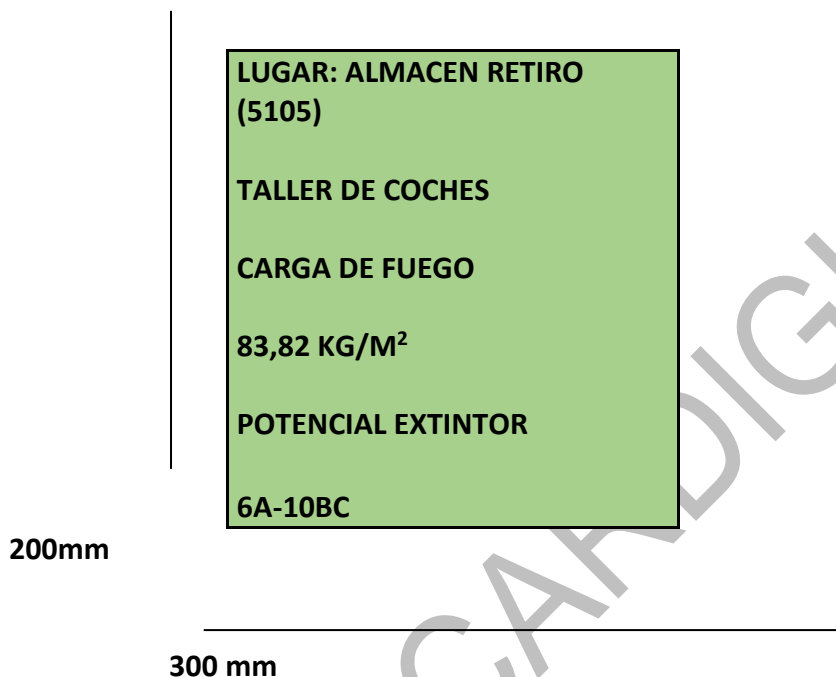 LUGAR: ALMACEN RETIRO
(5105)
TALLER DE COCHES
CARGA DE FUEGO
83,82 KG/M²
POTENCIAL EXTINTOR
6A-10BC
200mm
300 mm